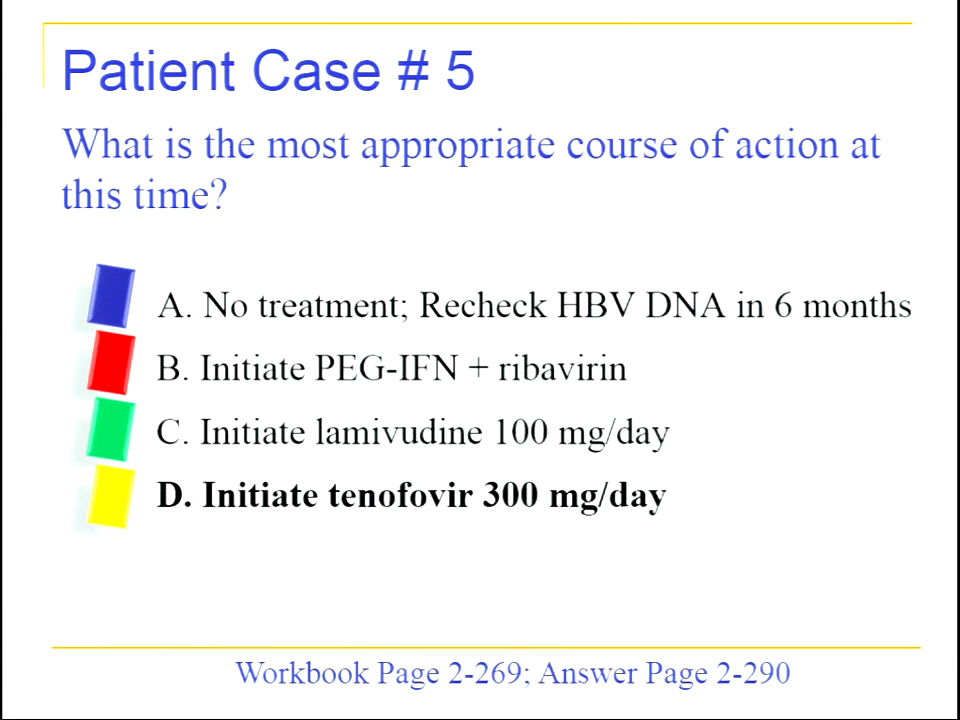 Patient Case # 5
What is the most appropriate course of action at
this time?
A. No treatment; Recheck HBV DNA in 6 months
B. Initiate PEG-IFN + ribavirin
C. Initiate lamivudine 100 mg/day
D. Initiate tenofovir 300 mg/day
Workbook Page 2-269; Answer Page 2-290